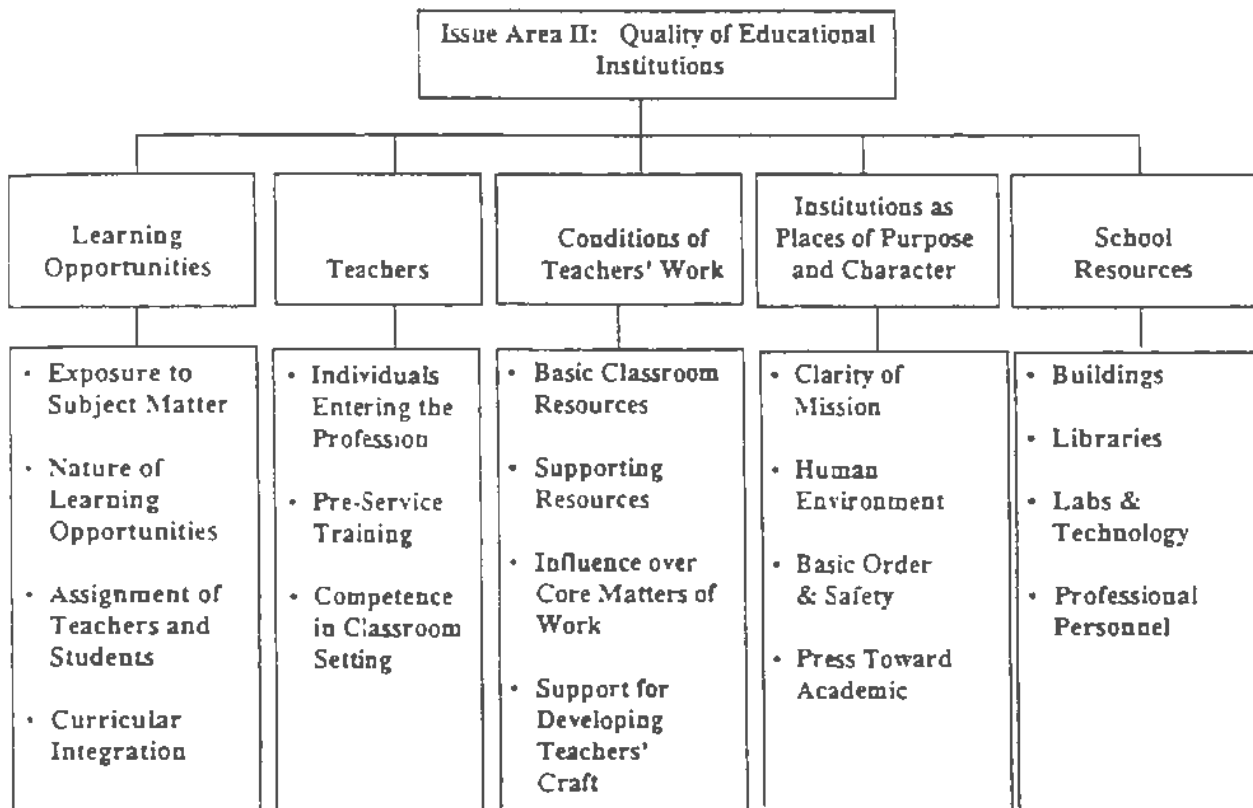 Issue Area II: Quality of Educational
Institutions
Learning
Opportunities
Teachers
Conditions of
Teachers' Work
Institutions as
Places of Purpose
and Character
School
Resources
• Exposure to
Subject Matter
• Nature of
Learning
Opportunities
• Assignment of
Teachers and
Students
• Curricular
Integration
• Individuals
Entering the
Profession
• Pre-Service
Training
• Competence
in Classroom
Setting
• Basic Classroom
Resources
• Supporting
Resources
• Influence over
Core Matters of
Work
• Support for
Developing
Teachers'
Craft
• Clarity of
Mission
• Human
Environment
• Basic Order
& Safety
• Press Toward
Academic
• Buildings
• Libraries
• Labs &
Technology
• Professional
Personnel